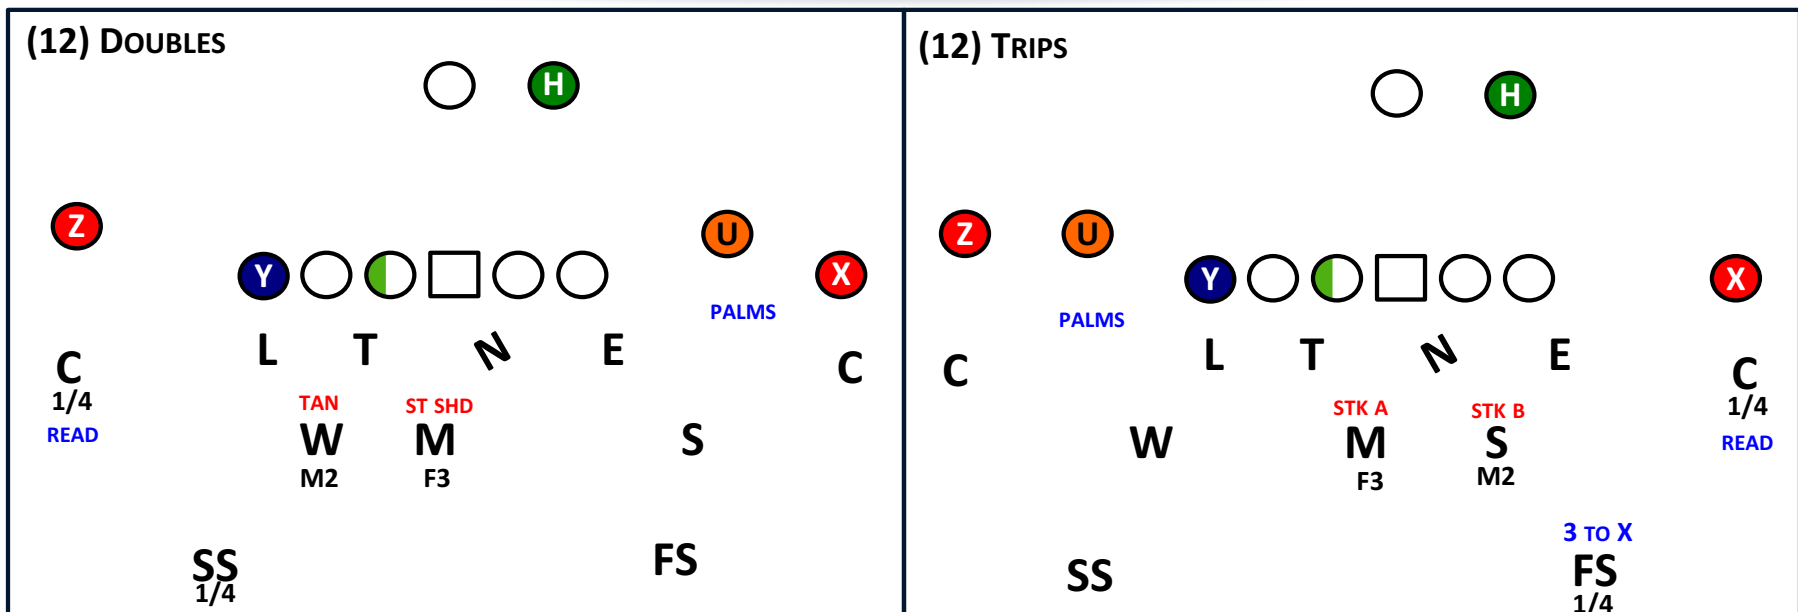 (12) DOUBLES
H
Z
U
Y
X
PALMS
L T N E
C C
1/4
READ
TAN ST SHD
W M S
M2 F3
SS FS
1/4
(12) TRIPS
H
Z U
Y X
PALMS
L T N E
C C
1/4
READ
STK A STK B
W M S
F3 M2
3 TO X
SS FS
1/4